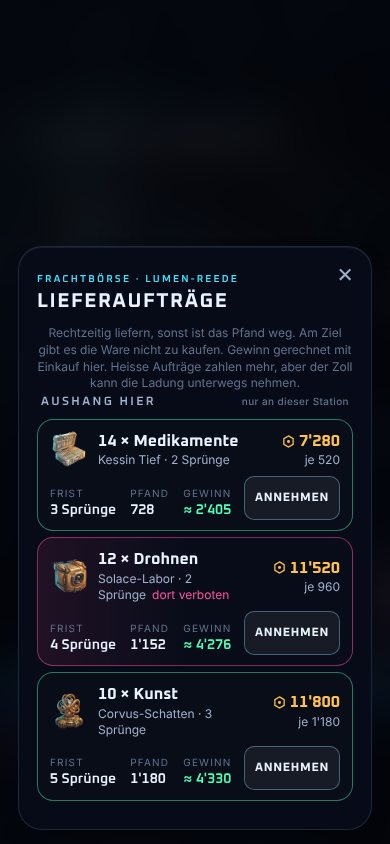 FRACHTBÖRSE · LUMEN-REEDE
LIEFERAUFTRÄGE
Rechtzeitig liefern, sonst ist das Pfand weg. Am Ziel
gibt es die Ware nicht zu kaufen. Gewinn gerechnet mit
Einkauf hier. Heisse Aufträge zahlen mehr, aber der Zoll
kann die Ladung unterwegs nehmen.
AUSHANG HIER nur an dieser Station
14 × Medikamente 7'280
Kessin Tief · 2 Sprünge je 520
FRIST PFAND GEWINN
3 Sprünge 728 ≈ 2'405
ANNEHMEN
12 × Drohnen 11'520
Solace-Labor · 2 je 960
Sprünge dort verboten
FRIST PFAND GEWINN
4 Sprünge 1'152 ≈ 4'276
ANNEHMEN
10 × Kunst 11'800
Corvus-Schatten · 3 je 1'180
Sprünge
FRIST PFAND GEWINN
5 Sprünge 1'180 ≈ 4'330
ANNEHMEN